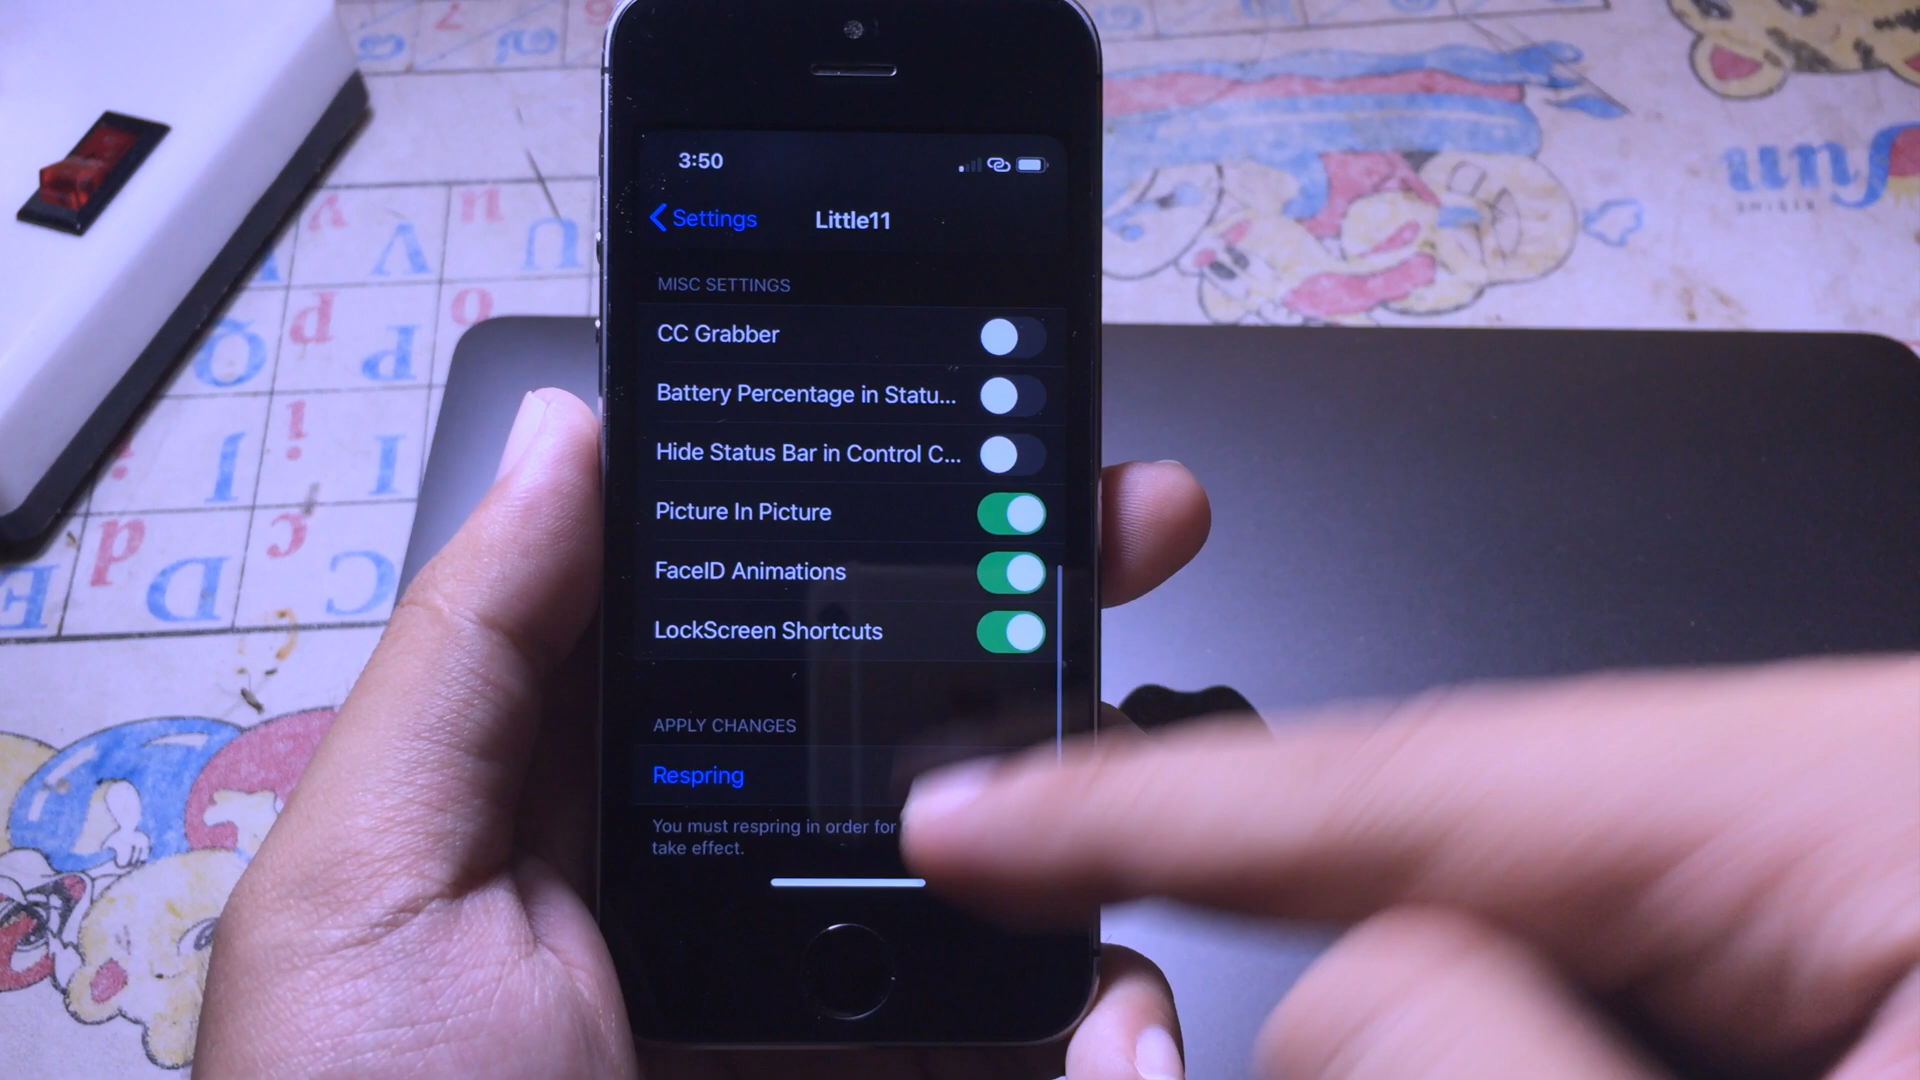 3:50
Settings
Little11
MISC SETTINGS
CC Grabber
Battery Percentage in Statu...
Hide Status Bar in Control C...
Picture In Picture
FaceID Animations
LockScreen Shortcuts
APPLY CHANGES
Respring
You must respring in order for
take effect.
fun
u
U
v
V
o
p
P
q
Q
i
I
j
J
c
C
d
D
E